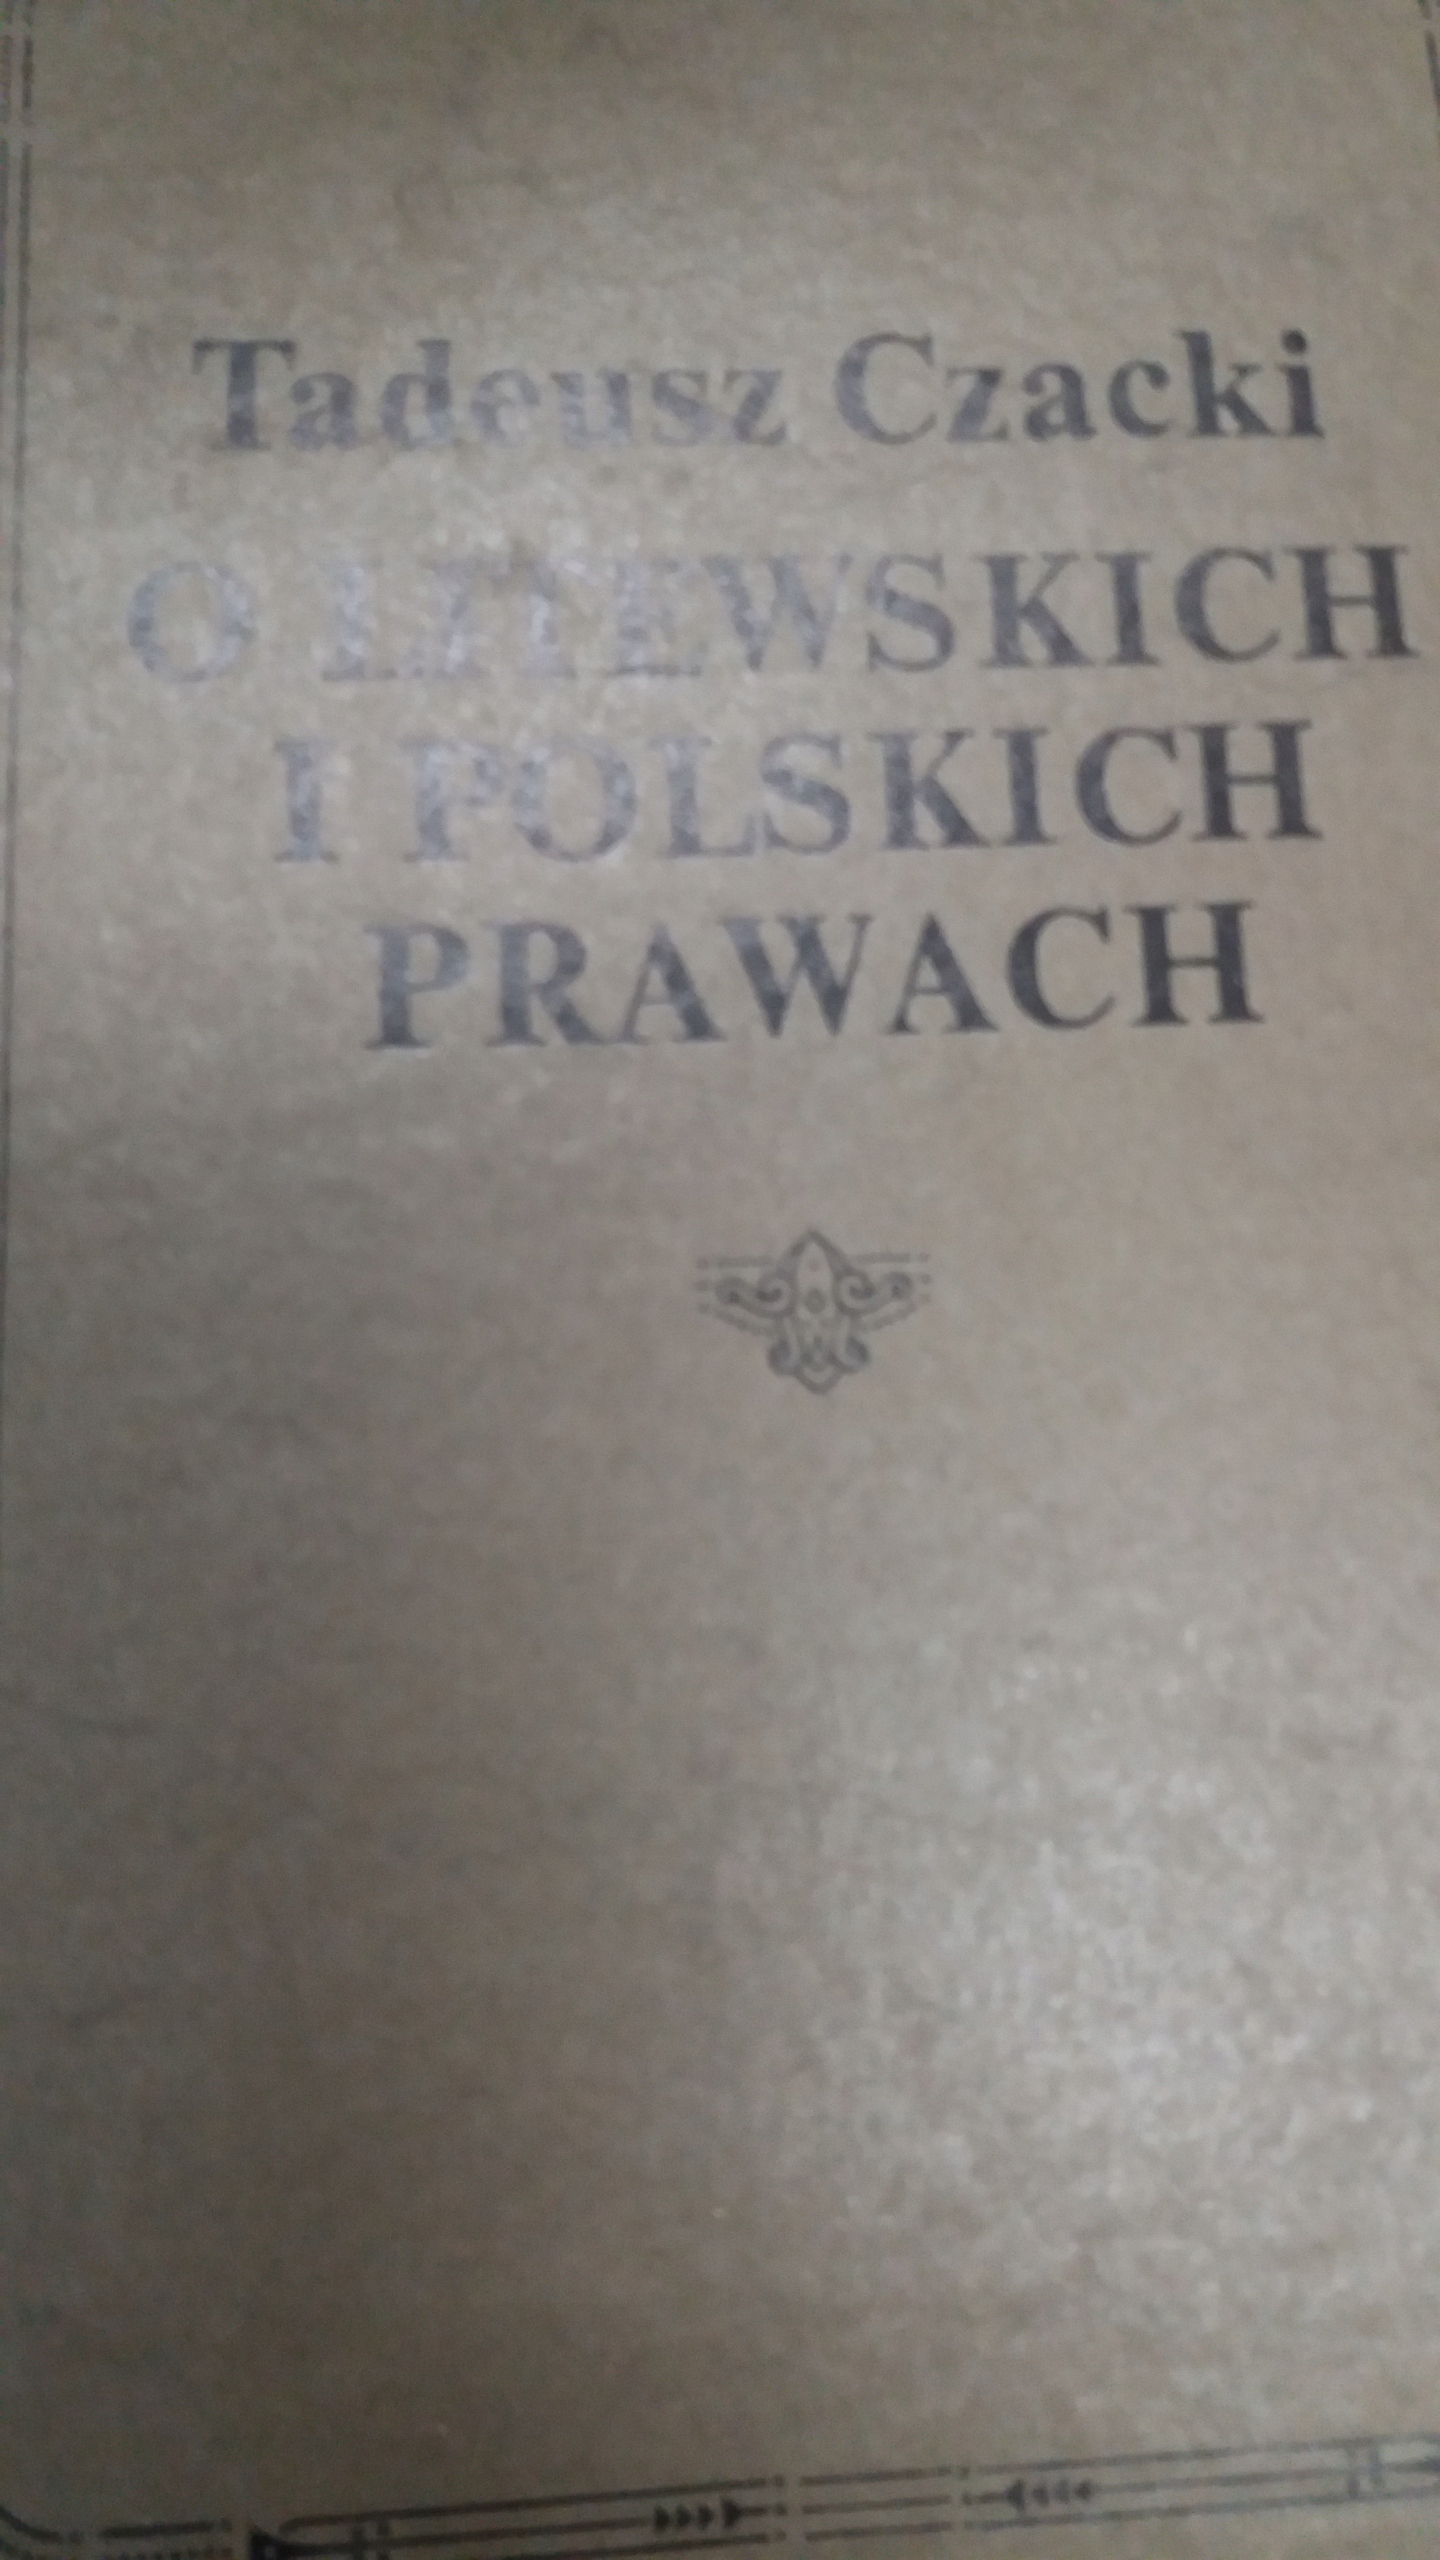 Tadeusz Czacki
O LITEWSKICH
I POLSKICH
PRAWACH